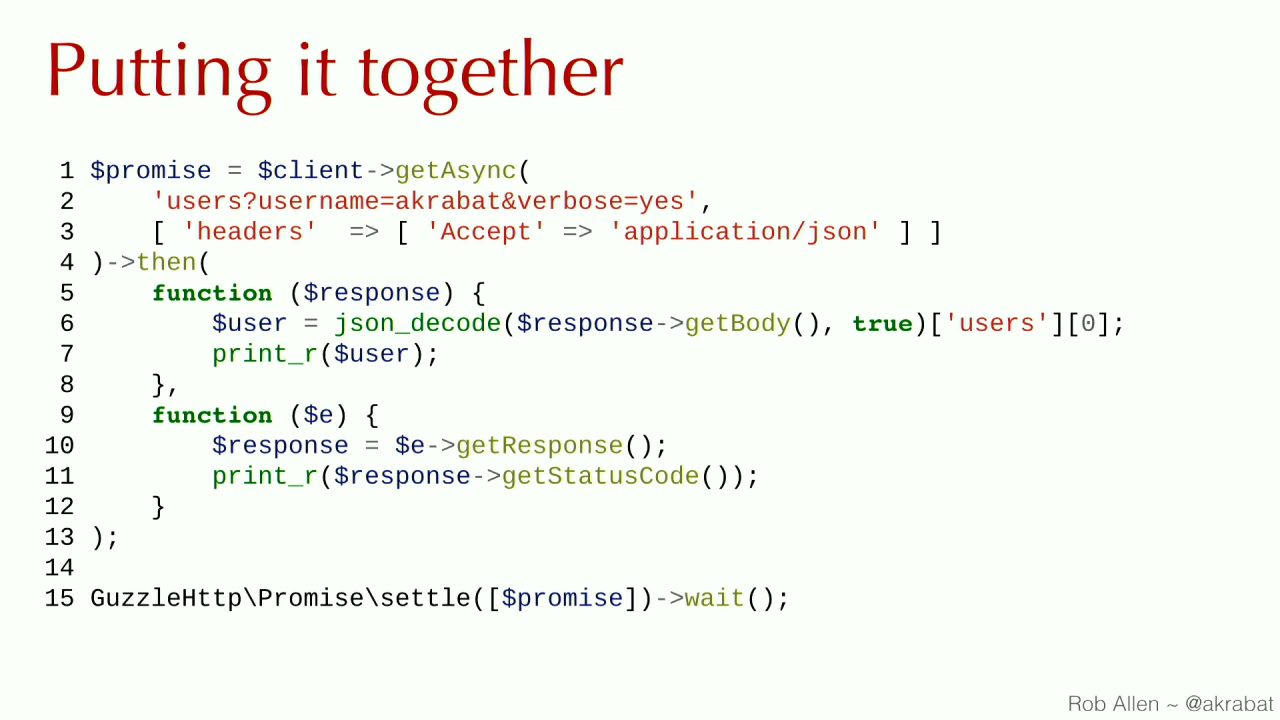 Putting it together
1 $promise = $client->getAsync(
2     'users?username=akrabat&verbose=yes',
3     [ 'headers'  => [ 'Accept' => 'application/json' ] ]
4 )->then(
5     function ($response) {
6         $user = json_decode($response->getBody(), true)['users'][0];
7         print_r($user);
8     },
9     function ($e) {
10         $response = $e->getResponse();
11         print_r($response->getStatusCode());
12     }
13 );
14
15 GuzzleHttp\Promise\settle([$promise])->wait();
Rob Allen ~ @akrabat